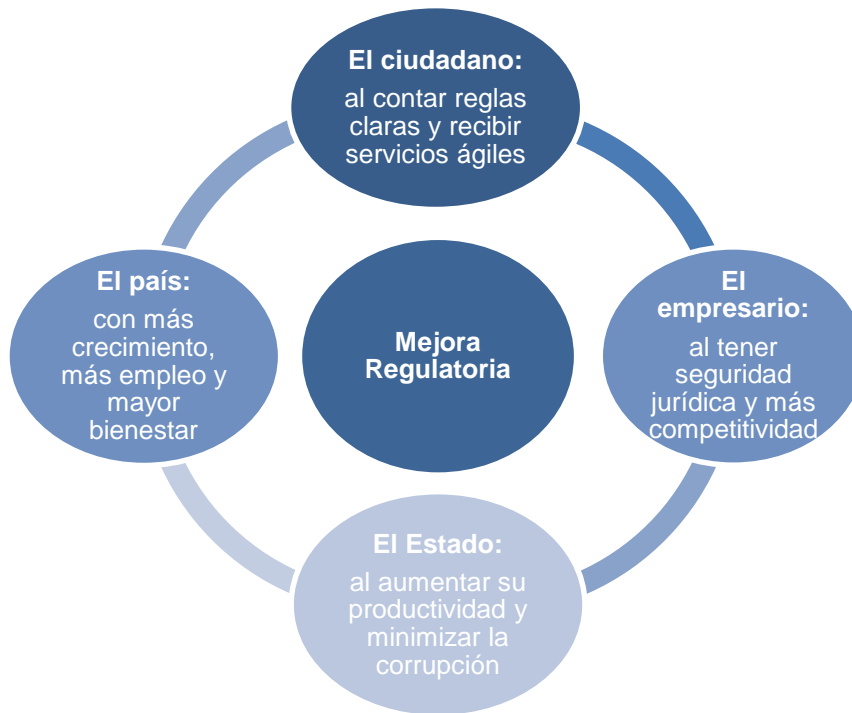 El ciudadano:
al contar reglas
claras y recibir
servicios ágiles
El
empresario:
al tener
seguridad
jurídica y más
competitividad
El Estado:
al aumentar su
productividad y
minimizar la
corrupción
El país:
con más
crecimiento,
más empleo y
mayor
bienestar
Mejora
Regulatoria